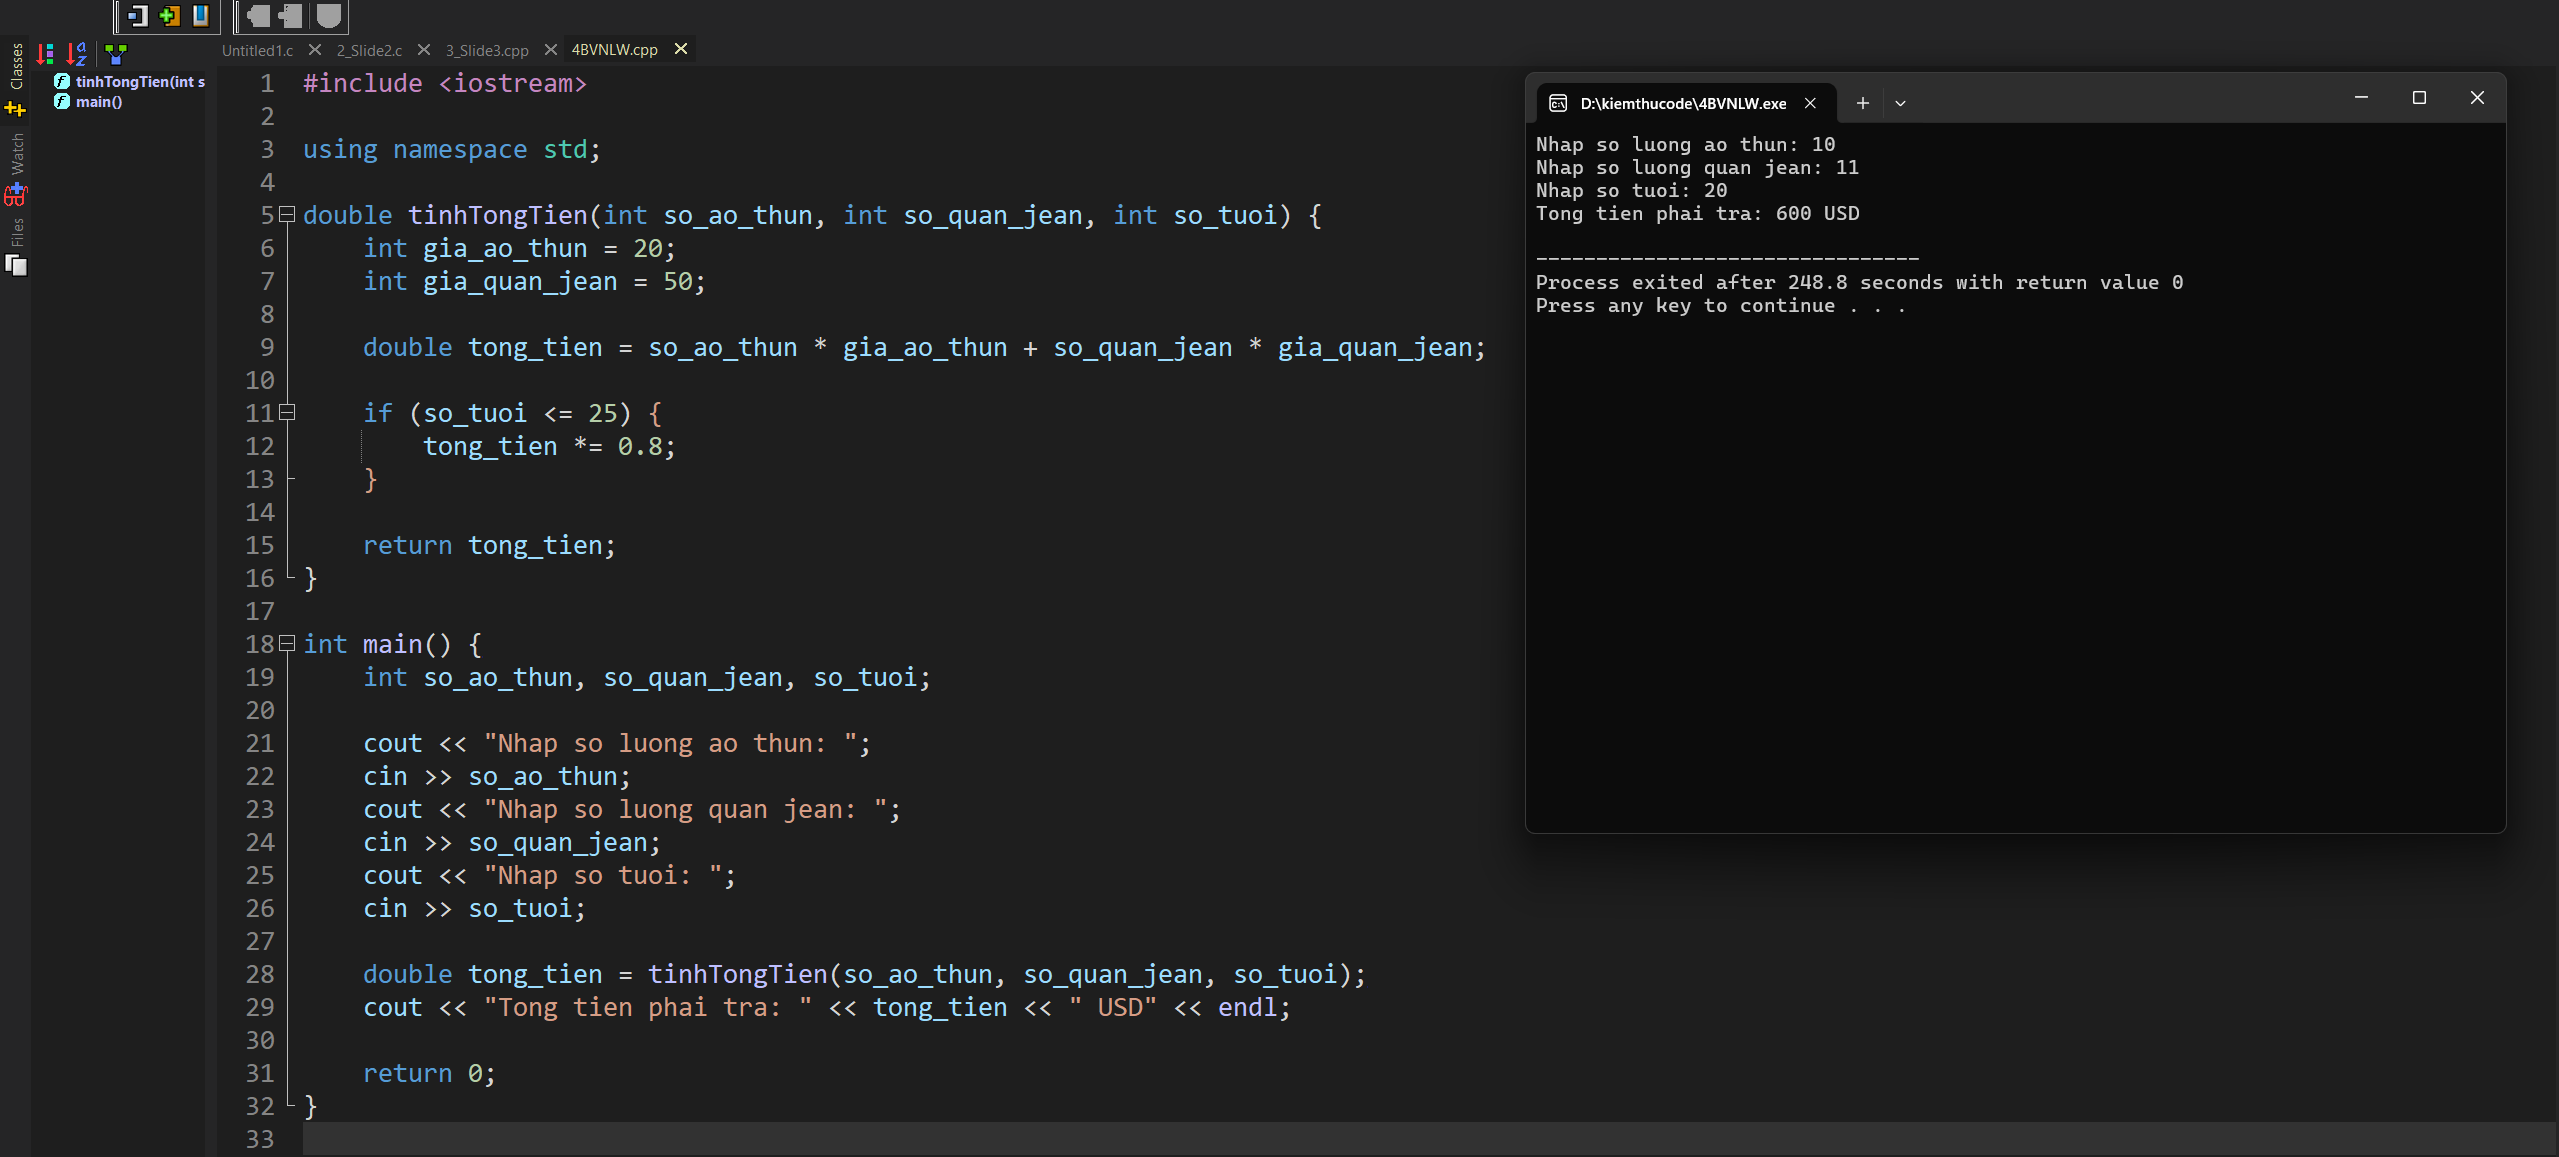 Classes
Watch
Files
tinhTongTien(int s
main()
Untitled1.c
2_Slide2.c
3_Slide3.cpp
4BVNLW.cpp
1 #include <iostream>
2
3 using namespace std;
4
5 double tinhTongTien(int so_ao_thun, int so_quan_jean, int so_tuoi) {
6 int gia_ao_thun = 20;
7 int gia_quan_jean = 50;
8
9 double tong_tien = so_ao_thun * gia_ao_thun + so_quan_jean * gia_quan_jean;
10
11 if (so_tuoi <= 25) {
12 tong_tien *= 0.8;
13 }
14
15 return tong_tien;
16 }
17
18 int main() {
19 int so_ao_thun, so_quan_jean, so_tuoi;
20
21 cout << "Nhap so luong ao thun: ";
22 cin >> so_ao_thun;
23 cout << "Nhap so luong quan jean: ";
24 cin >> so_quan_jean;
25 cout << "Nhap so tuoi: ";
26 cin >> so_tuoi;
27
28 double tong_tien = tinhTongTien(so_ao_thun, so_quan_jean, so_tuoi);
29 cout << "Tong tien phai tra: " << tong_tien << " USD" << endl;
30
31 return 0;
32 }
33
D:\kiemthucode\4BVNLW.exe
Nhap so luong ao thun: 10
Nhap so luong quan jean: 11
Nhap so tuoi: 20
Tong tien phai tra: 600 USD
--------------------------------
Process exited after 248.8 seconds with return value 0
Press any key to continue . . .